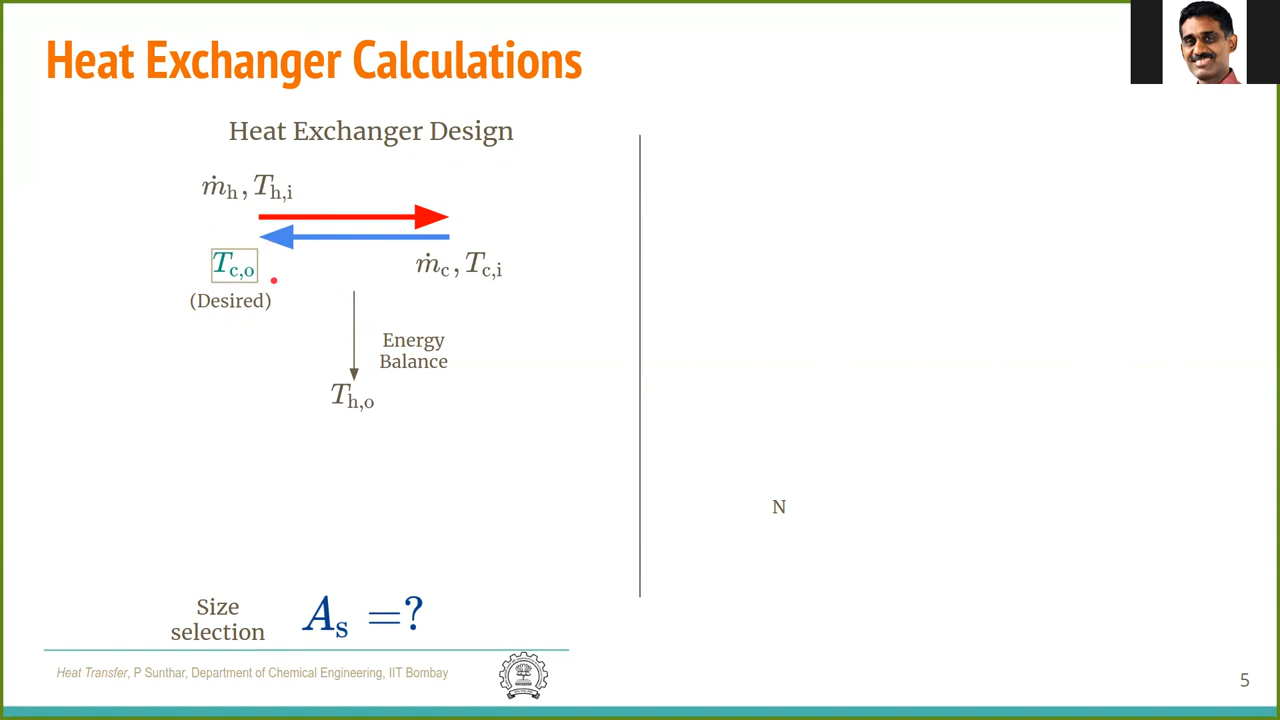 Heat Exchanger Calculations
Heat Exchanger Design
ṁh, Th,i
Tc,o
ṁc, Tc,i
(Desired)
Energy
Balance
Th,o
N
Size
selection
As =?
Heat Transfer, P Sunthar, Department of Chemical Engineering, IIT Bombay
5